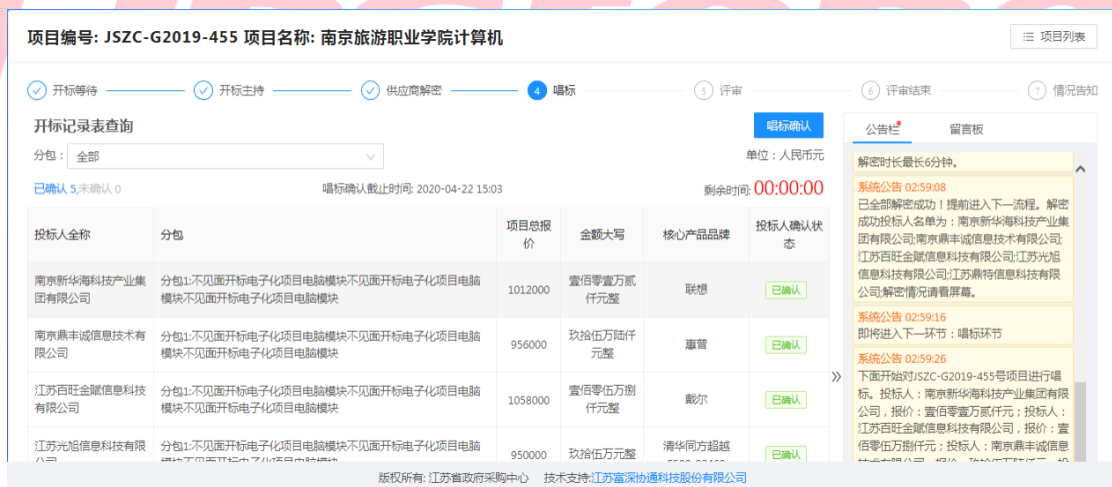 项目编号: JSZC-G2019-455 项目名称: 南京旅游职业学院计算机
项目列表
开标等待
开标主持
供应商解密
4 唱标
5 评审
6 评审结束
7 情况告知
开标记录表查询
唱标确认
分包：全部
单位：人民币元
已确认 5,未确认 0
唱标确认截止时间: 2020-04-22 15:03
剩余时间: 00:00:00
投标人全称 分包 项目总报价 金额大写 核心产品品牌 投标人确认状态
南京新华海科技产业集团有限公司
分包1:不见面开标电子化项目电脑模块不见面开标电子化项目电脑
模块不见面开标电子化项目电脑模块
1012000
壹佰零壹万贰
仟元整
联想
已确认
南京鼎丰诚信息技术有
限公司
分包1:不见面开标电子化项目电脑模块不见面开标电子化项目电脑
模块不见面开标电子化项目电脑模块
956000
玖拾伍万陆仟
元整
惠普
已确认
江苏百旺金赋信息科技
有限公司
分包1:不见面开标电子化项目电脑模块不见面开标电子化项目电脑
模块不见面开标电子化项目电脑模块
1058000
壹佰零伍万捌
仟元整
戴尔
已确认
江苏光旭信息科技有限
分包1:不见面开标电子化项目电脑模块不见面开标电子化项目电脑
950000
玖拾伍万元整
清华同方超越
已确认
公告栏
留言板
解密时长最长6分钟。
系统公告 02:59:08
已全部解密成功！提前进入下一流程。解密
成功投标人名单为：南京新华海科技产业集
团有限公司;南京鼎丰诚信息技术有限公司;
江苏百旺金赋信息科技有限公司;江苏光旭
信息科技有限公司;江苏鼎特信息科技有限
公司;解密情况请看屏幕。
系统公告 02:59:16
即将进入下一环节：唱标环节
系统公告 02:59:26
下面开始对JSZC-G2019-455号项目进行唱
标。投标人：南京新华海科技产业集团有限
公司，报价：壹佰零壹万贰仟元；投标人：
江苏百旺金赋信息科技有限公司，报价：壹
佰零伍万捌仟元；投标人：南京鼎丰诚信息
版权所有: 江苏省政府采购中心 技术支持:江苏富深协通科技股份有限公司